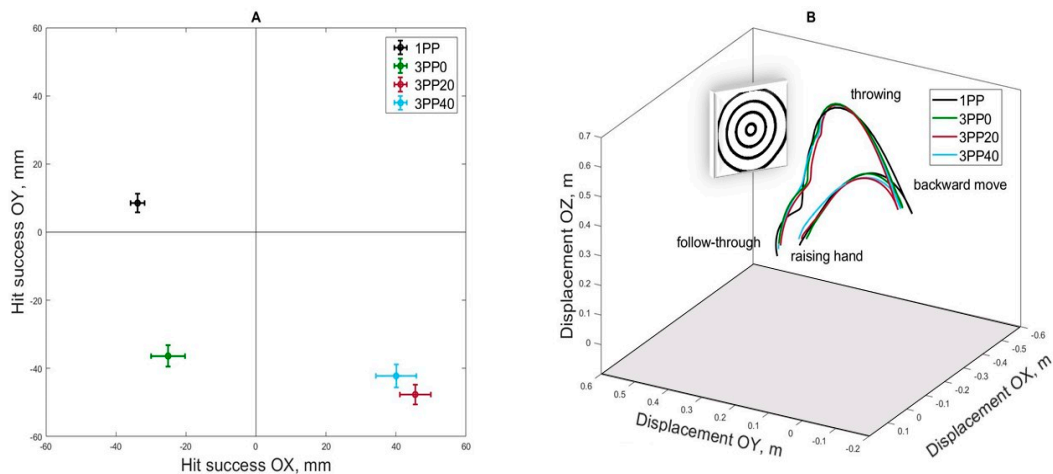 A
60
40
20
0
-20
-40
-60
-60
-40
-20
0
20
40
60
Hit success OY, mm
Hit success OX, mm
1PP
3PP0
3PP20
3PP40
B
throwing
1PP
3PP0
3PP20
3PP40
backward move
follow-through
raising hand
0.7
0.6
0.5
0.4
0.3
0.2
0.1
0
Displacement OZ, m
0.6
0.5
0.4
0.3
0.2
0.1
0
-0.1
-0.2
Displacement OY, m
-0.6
-0.5
-0.4
-0.3
-0.2
-0.1
0
0.1
Displacement OX, m